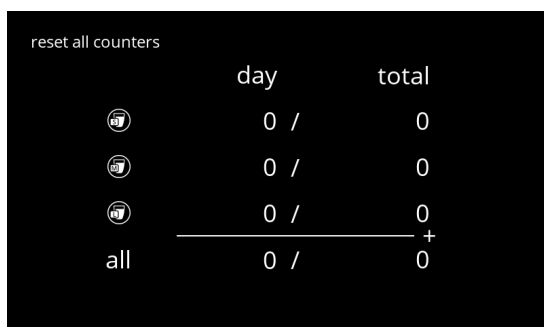 reset all counters
day total
S 0 / 0
M 0 / 0
L 0 / 0
+
all 0 / 0